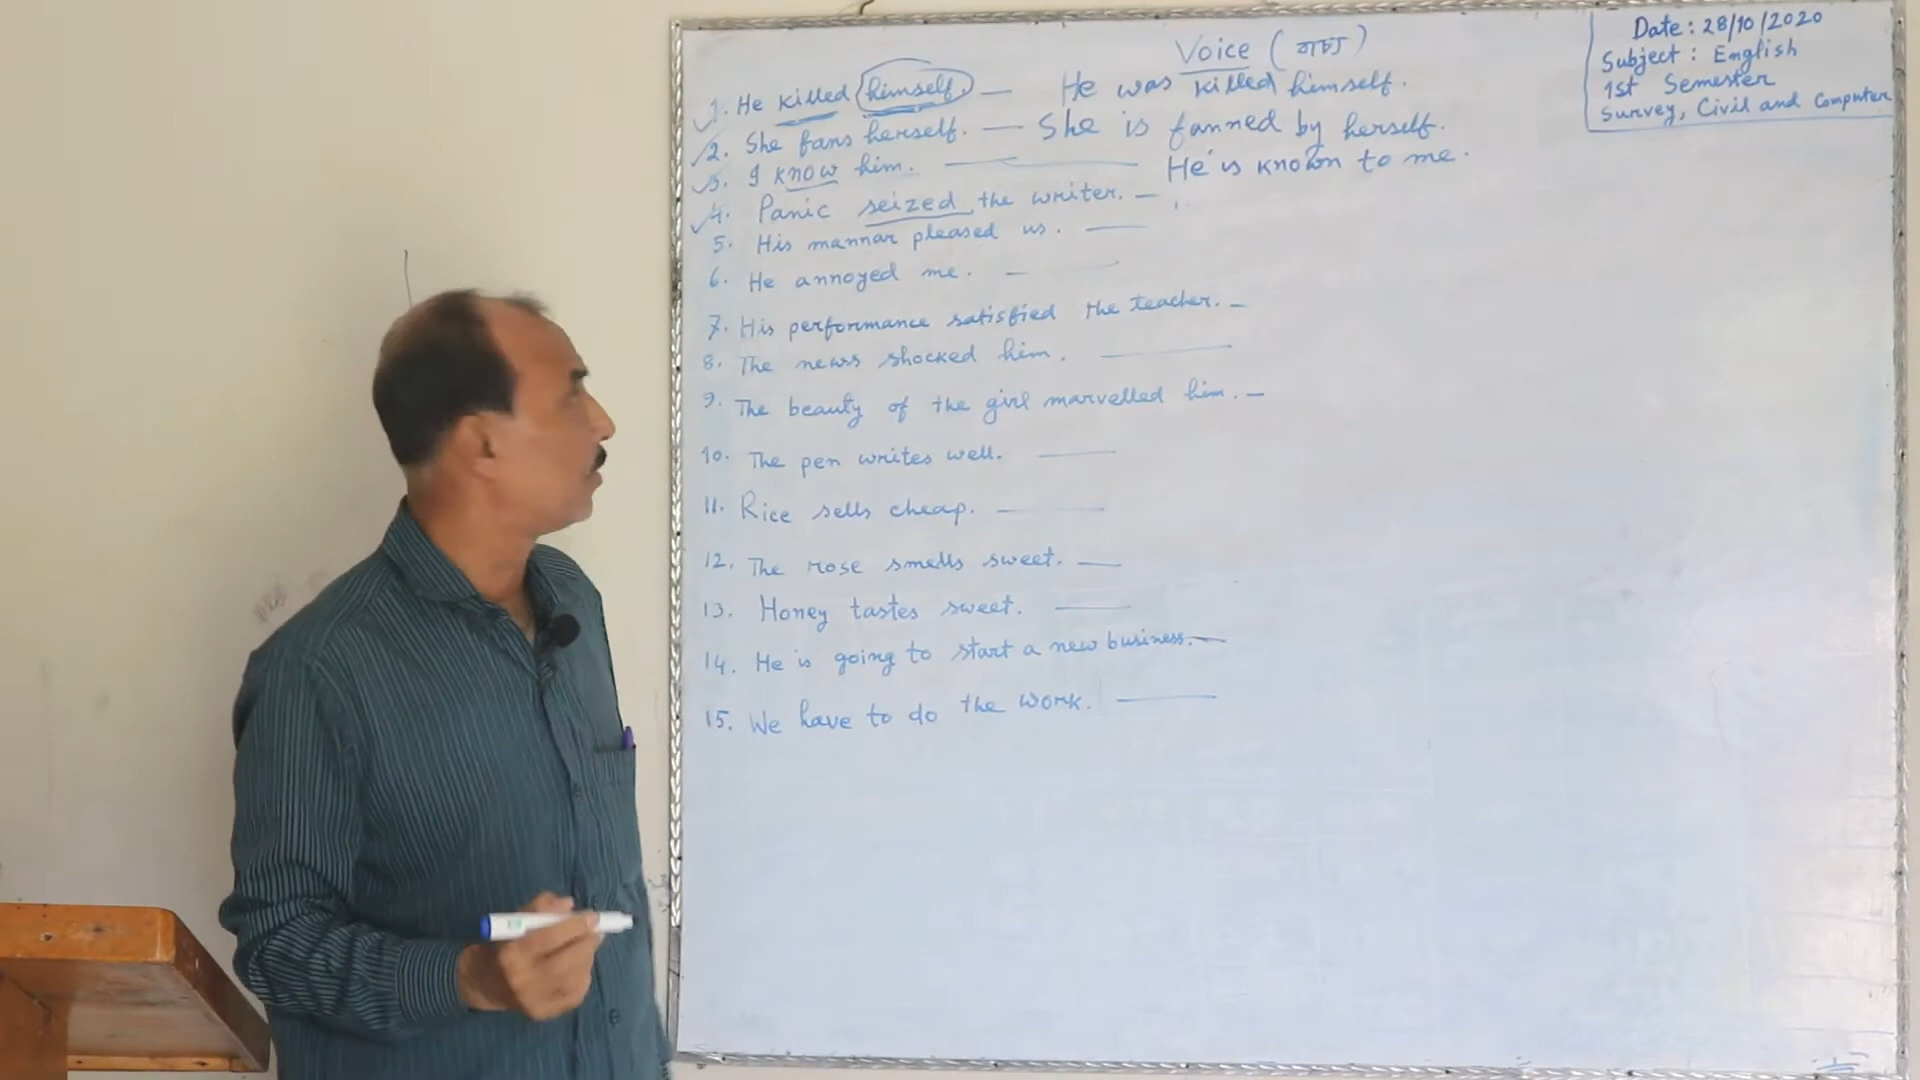 Voice (বাচ্য)
Date: 28/10/2020
Subject: English
1st Semester
Survey, Civil and Computer
1. He killed himself. — He was killed himself.
2. She fans herself. — She is fanned by herself.
3. I know him. — He is known to me.
4. Panic seized the writer. —
5. His mannar pleased us. —
6. He annoyed me. —
7. His performance satisfied the teacher. —
8. The news shocked him. —
9. The beauty of the girl marvelled him. —
10. The pen writes well. —
11. Rice sells cheap. —
12. The rose smells sweet. —
13. Honey tastes sweet. —
14. He is going to start a new business. —
15. We have to do the work. —